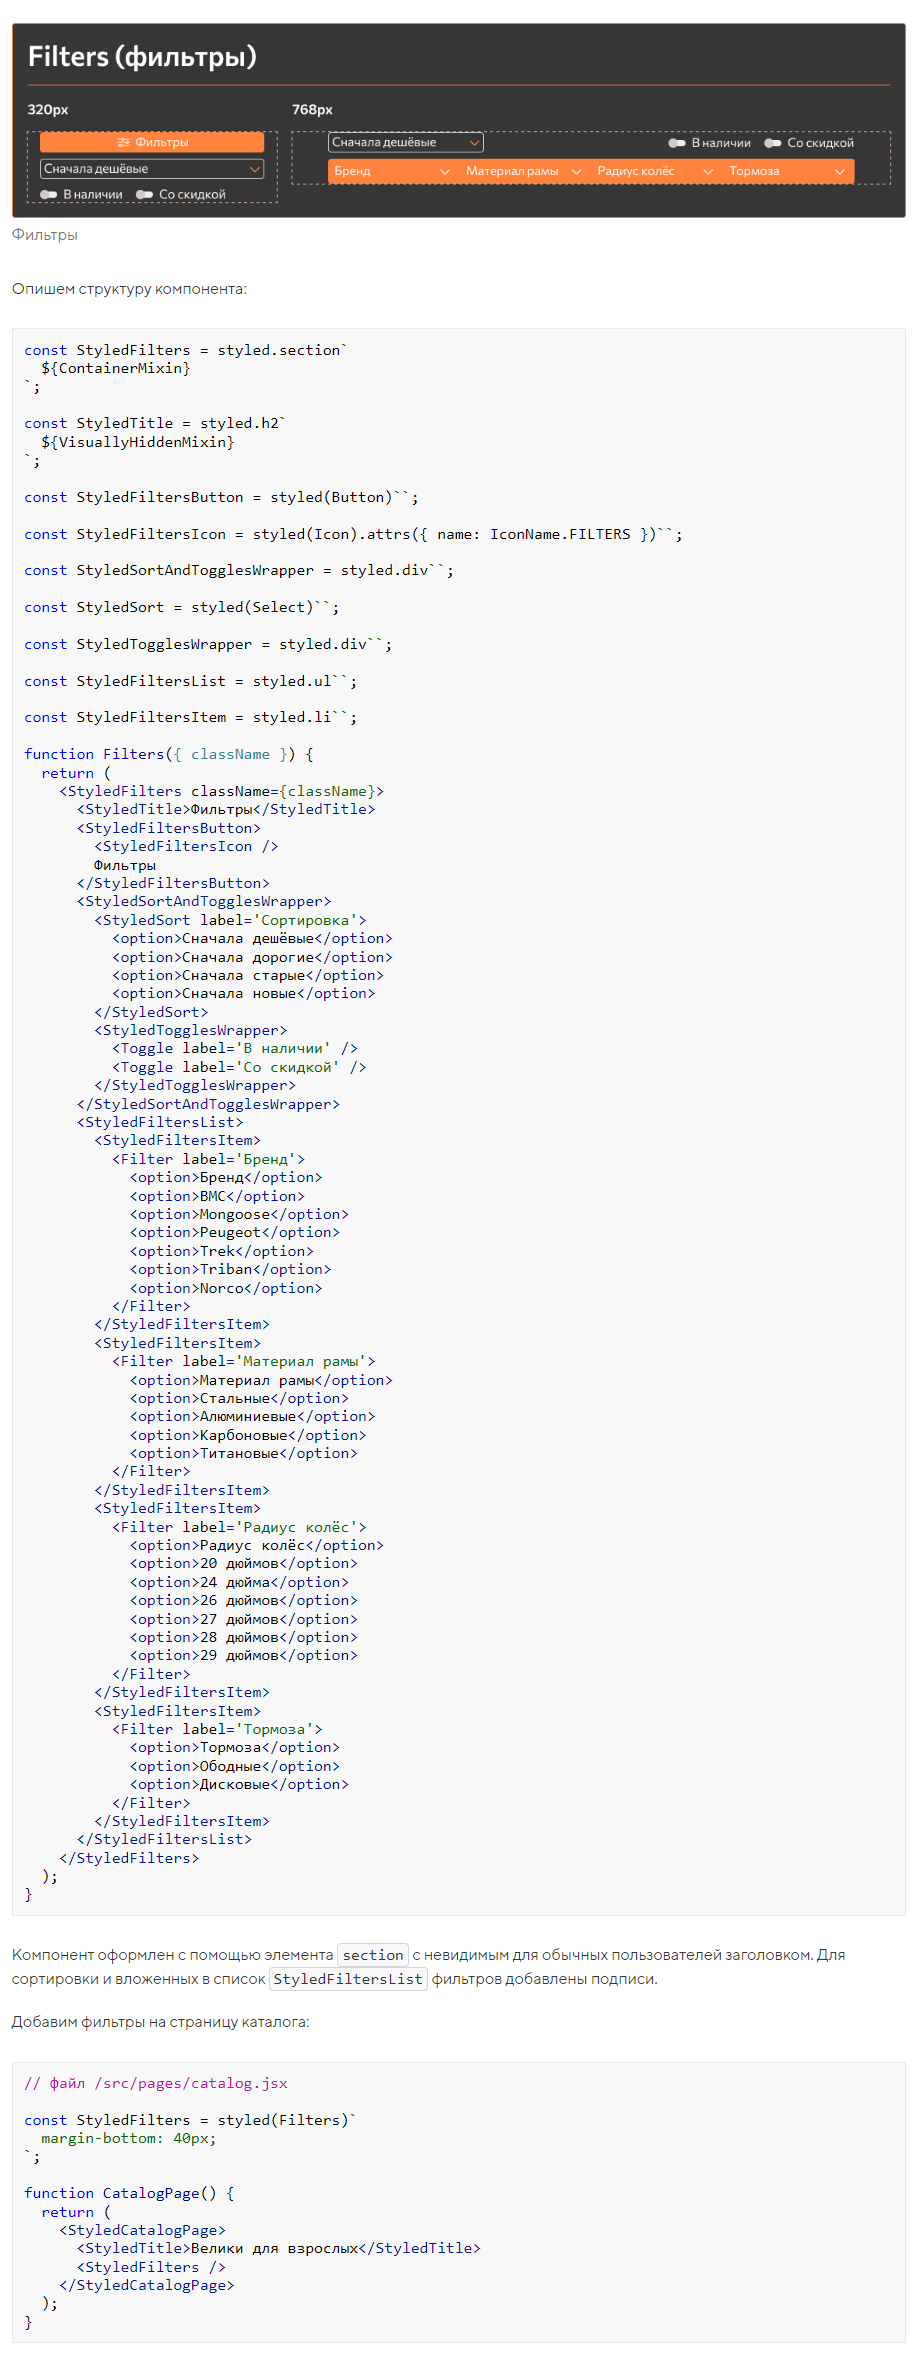 Filters (фильтры)
320px
768px
Фильтры
Сначала дешёвые
В наличии
Со скидкой
Сначала дешёвые
В наличии
Со скидкой
Бренд
Материал рамы
Радиус колёс
Тормоза
Фильтры
Опишем структуру компонента:
const StyledFilters = styled.section`
  ${ContainerMixin}
`;
const StyledTitle = styled.h2`
  ${VisuallyHiddenMixin}
`;
const StyledFiltersButton = styled(Button)``;
const StyledFiltersIcon = styled(Icon).attrs({ name: IconName.FILTERS })``;
const StyledSortAndTogglesWrapper = styled.div``;
const StyledSort = styled(Select)``;
const StyledTogglesWrapper = styled.div``;
const StyledFiltersList = styled.ul``;
const StyledFiltersItem = styled.li``;
function Filters({ className }) {
  return (
    <StyledFilters className={className}>
      <StyledTitle>Фильтры</StyledTitle>
      <StyledFiltersButton>
        <StyledFiltersIcon />
        Фильтры
      </StyledFiltersButton>
      <StyledSortAndTogglesWrapper>
        <StyledSort label='Сортировка'>
          <option>Сначала дешёвые</option>
          <option>Сначала дорогие</option>
          <option>Сначала старые</option>
          <option>Сначала новые</option>
        </StyledSort>
        <StyledTogglesWrapper>
          <Toggle label='В наличии' />
          <Toggle label='Со скидкой' />
        </StyledTogglesWrapper>
      </StyledSortAndTogglesWrapper>
      <StyledFiltersList>
        <StyledFiltersItem>
          <Filter label='Бренд'>
            <option>Бренд</option>
            <option>BMC</option>
            <option>Mongoose</option>
            <option>Peugeot</option>
            <option>Trek</option>
            <option>Triban</option>
            <option>Norco</option>
          </Filter>
        </StyledFiltersItem>
        <StyledFiltersItem>
          <Filter label='Материал рамы'>
            <option>Материал рамы</option>
            <option>Стальные</option>
            <option>Алюминиевые</option>
            <option>Карбоновые</option>
            <option>Титановые</option>
          </Filter>
        </StyledFiltersItem>
        <StyledFiltersItem>
          <Filter label='Радиус колёс'>
            <option>Радиус колёс</option>
            <option>20 дюймов</option>
            <option>24 дюйма</option>
            <option>26 дюймов</option>
            <option>27 дюймов</option>
            <option>28 дюймов</option>
            <option>29 дюймов</option>
          </Filter>
        </StyledFiltersItem>
        <StyledFiltersItem>
          <Filter label='Тормоза'>
            <option>Тормоза</option>
            <option>Ободные</option>
            <option>Дисковые</option>
          </Filter>
        </StyledFiltersItem>
      </StyledFiltersList>
    </StyledFilters>
  );
}
Компонент оформлен с помощью элемента section с невидимым для обычных пользователей заголовком. Для
сортировки и вложенных в список StyledFiltersList фильтров добавлены подписи.
Добавим фильтры на страницу каталога:
// файл /src/pages/catalog.jsx
const StyledFilters = styled(Filters)`
  margin-bottom: 40px;
`;
function CatalogPage() {
  return (
    <StyledCatalogPage>
      <StyledTitle>Велики для взрослых</StyledTitle>
      <StyledFilters />
    </StyledCatalogPage>
  );
}